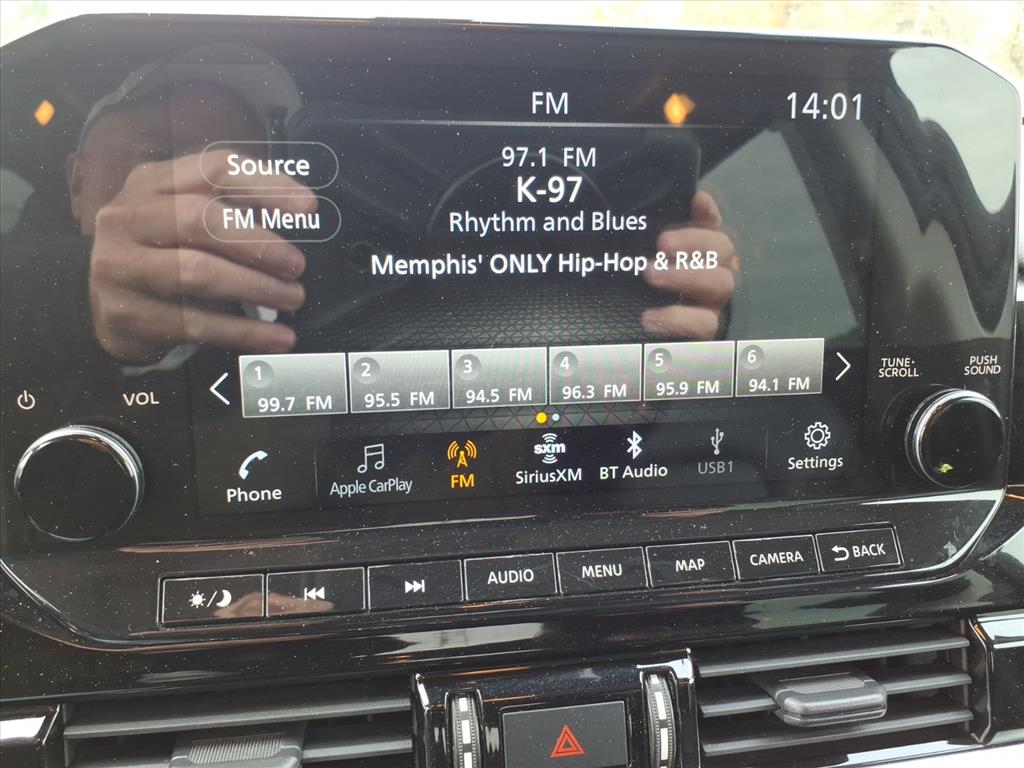 FM
14:01
Source
97.1 FM
K-97
FM Menu
Rhythm and Blues
Memphis' ONLY Hip-Hop & R&B
1 2 3 4 5 6
99.7 FM 95.5 FM 94.5 FM 96.3 FM 95.9 FM 94.1 FM
VOL
TUNE·
SCROLL
PUSH
SOUND
sxm
Phone Apple CarPlay FM SiriusXM BT Audio USB1 Settings
AUDIO MENU MAP CAMERA BACK